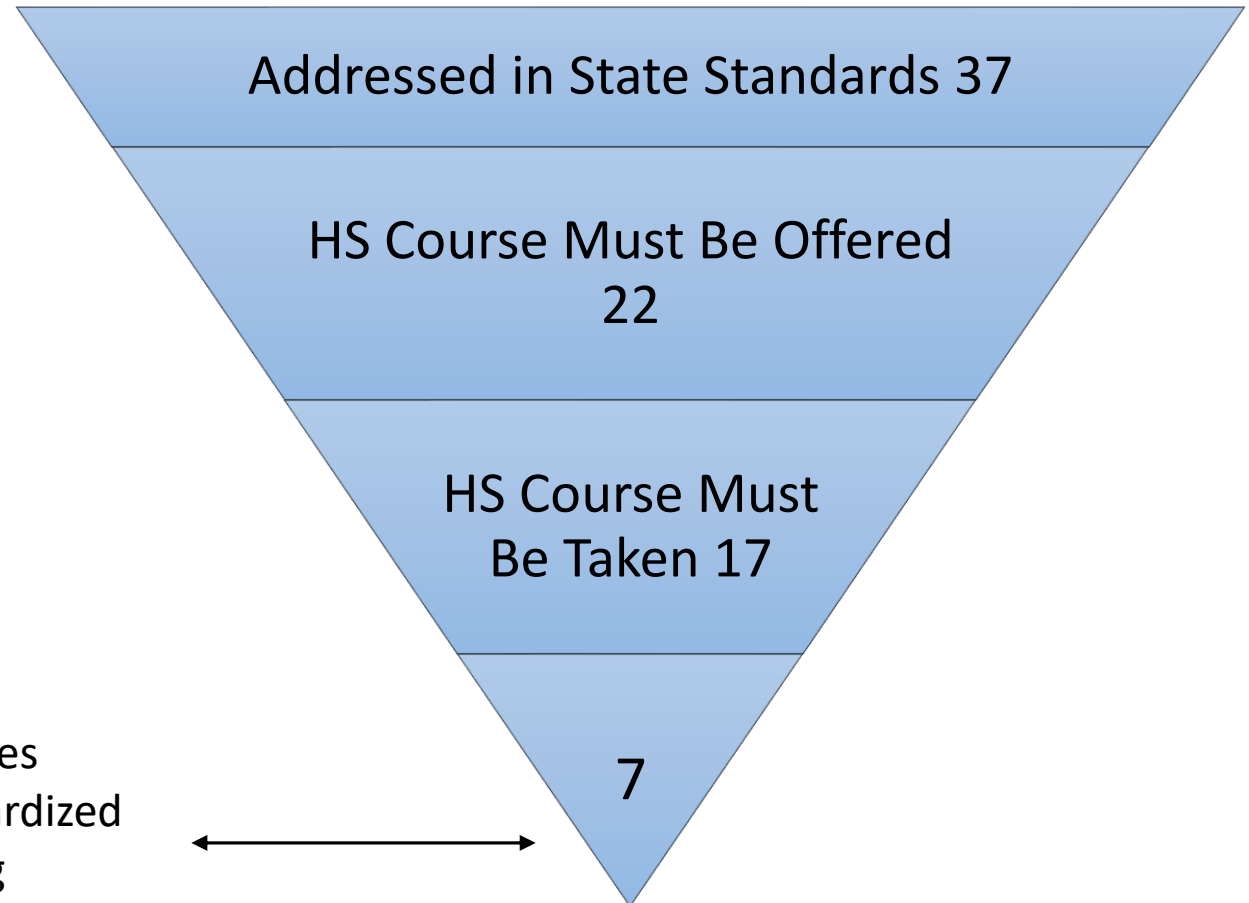 Addressed in State Standards 37
HS Course Must Be Offered
22
HS Course Must
Be Taken 17
7